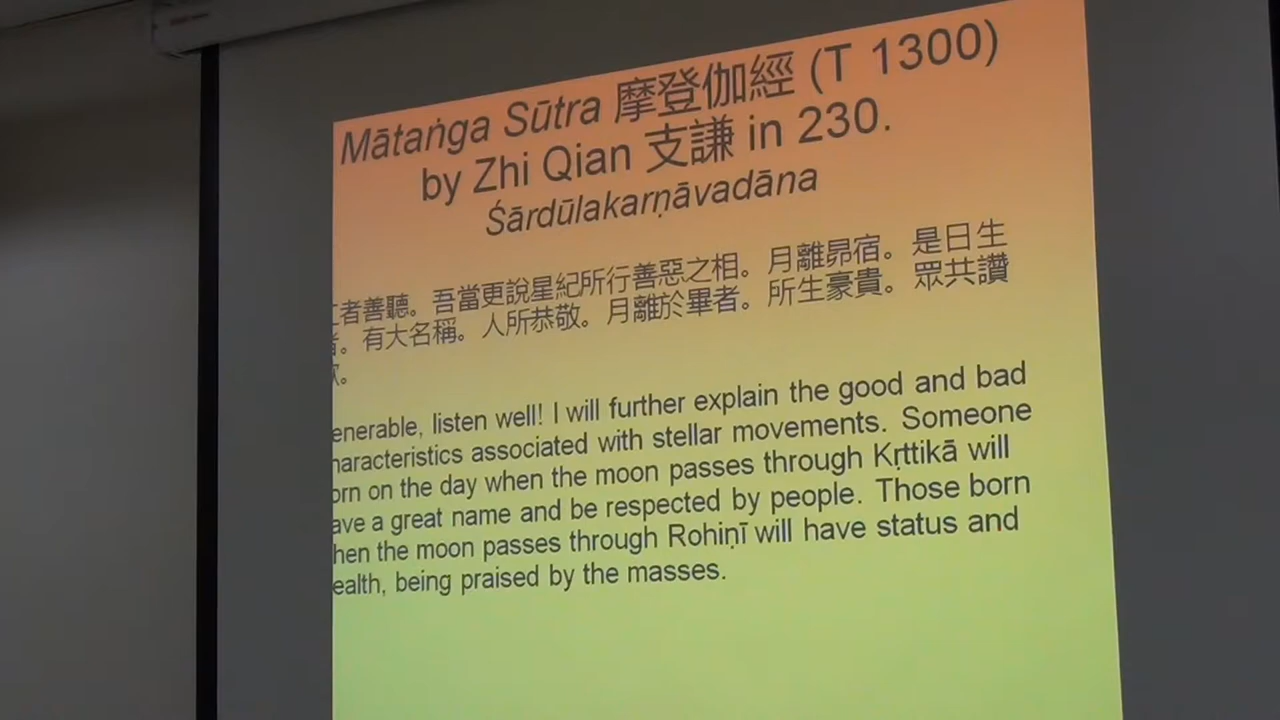 Mātaṅga Sūtra 摩登伽經 (T 1300)
by Zhi Qian 支謙 in 230.
Śārdūlakarṇāvadāna
者善聽。吾當更說星紀所行善惡之相。月離昴宿。是日生
。有大名稱。人所恭敬。月離於畢者。所生豪貴。眾共讚
。
enerable, listen well! I will further explain the good and bad
haracteristics associated with stellar movements. Someone
orn on the day when the moon passes through Kṛttikā will
ave a great name and be respected by people. Those born
hen the moon passes through Rohiṇī will have status and
ealth, being praised by the masses.